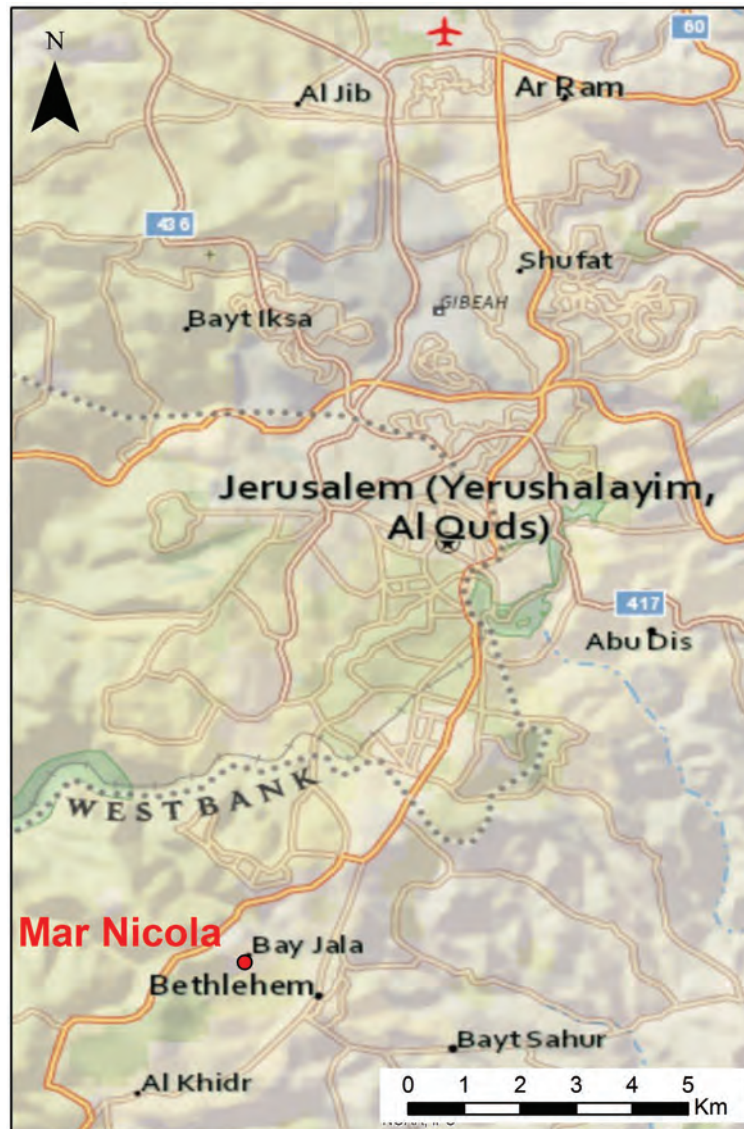 N
60
Al Jib
Ar Ram
436
Shufat
GIBEAH
Bayt Iksa
Jerusalem (Yerushalayim,
Al Quds)
417
Abu Dis
WEST BANK
Mar Nicola
Bay Jala
Bethlehem
Bayt Sahur
Al Khidr
0 1 2 3 4 5
Km